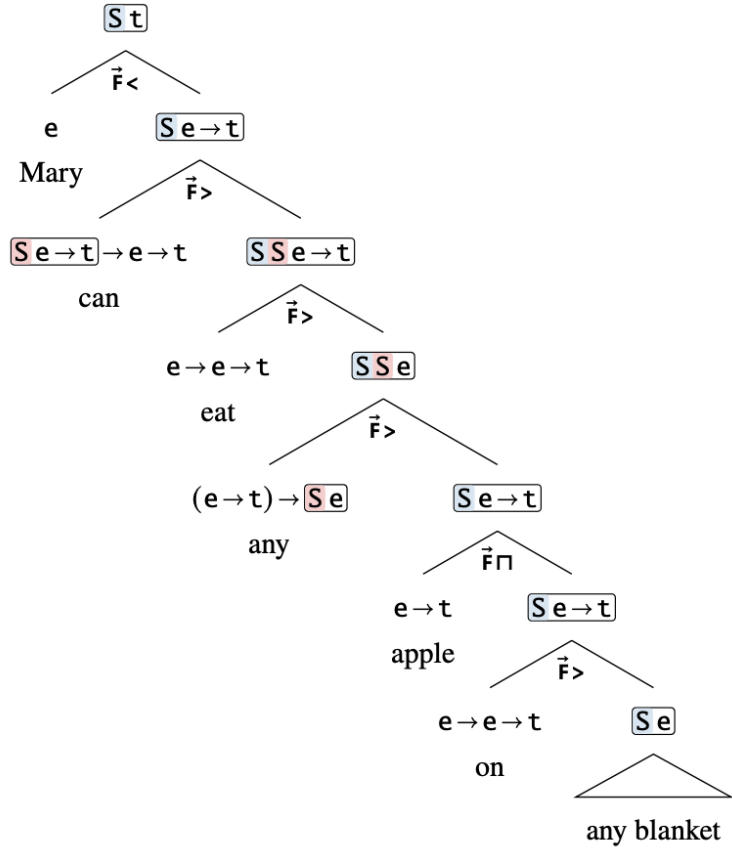 S t
F⃗ <
e
S e → t
Mary
F⃗ >
S e → t → e → t
S S e → t
can
F⃗ >
e → e → t
S S e
eat
F⃗ >
(e → t) → S e
S e → t
any
F⃗ ⊓
e → t
S e → t
apple
F⃗ >
e → e → t
S e
on
any blanket